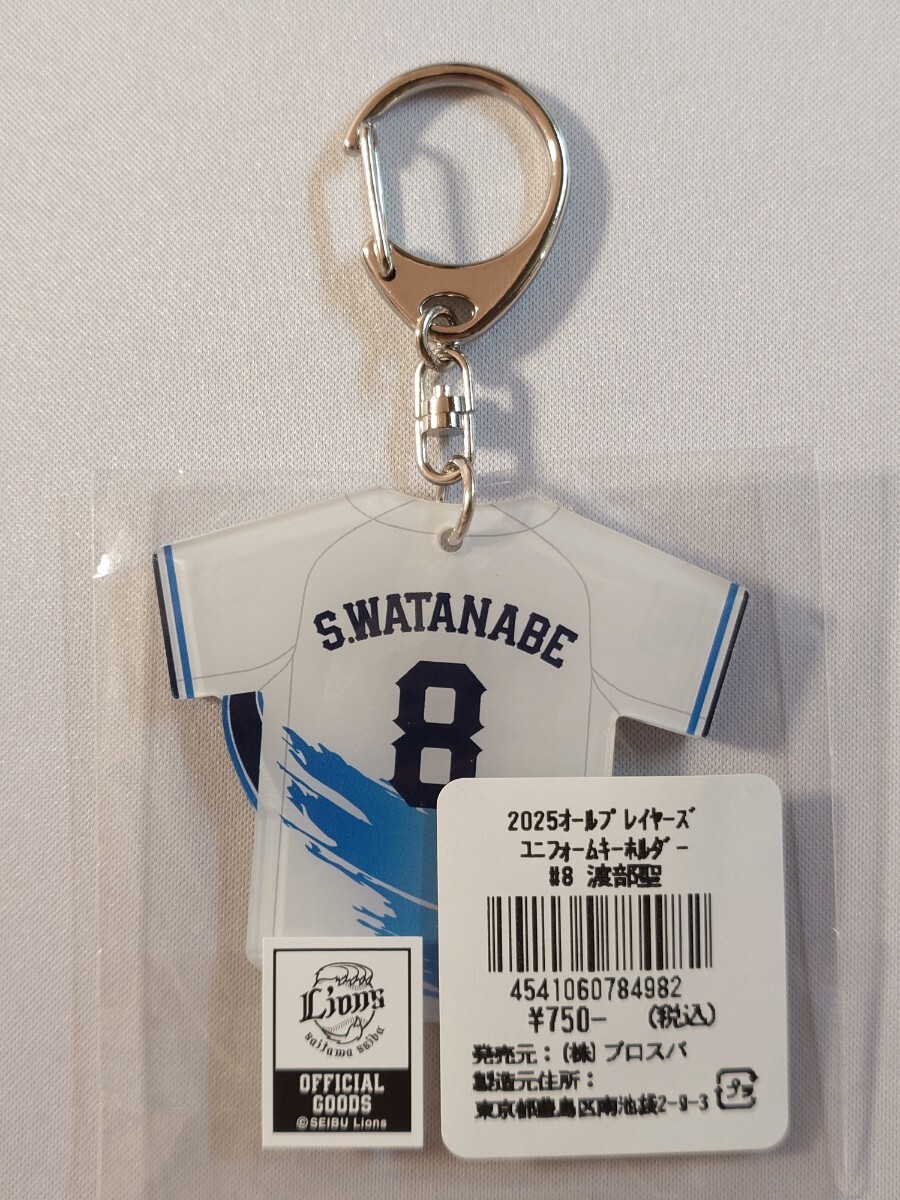 S.WATANABE
8
2025ｵｰﾙﾌﾟﾚｲﾔｰｽﾞ
ﾕﾆﾌｫｰﾑｷｰﾎﾙﾀﾞｰ
#8 渡部聖
4541060784982
¥750-　(税込)
発売元：(株)プロスパ
製造元住所：
東京都豊島区南池袋2-9-3
プラ
Lions
saitama seibu
OFFICIAL
GOODS
©SEIBU Lions